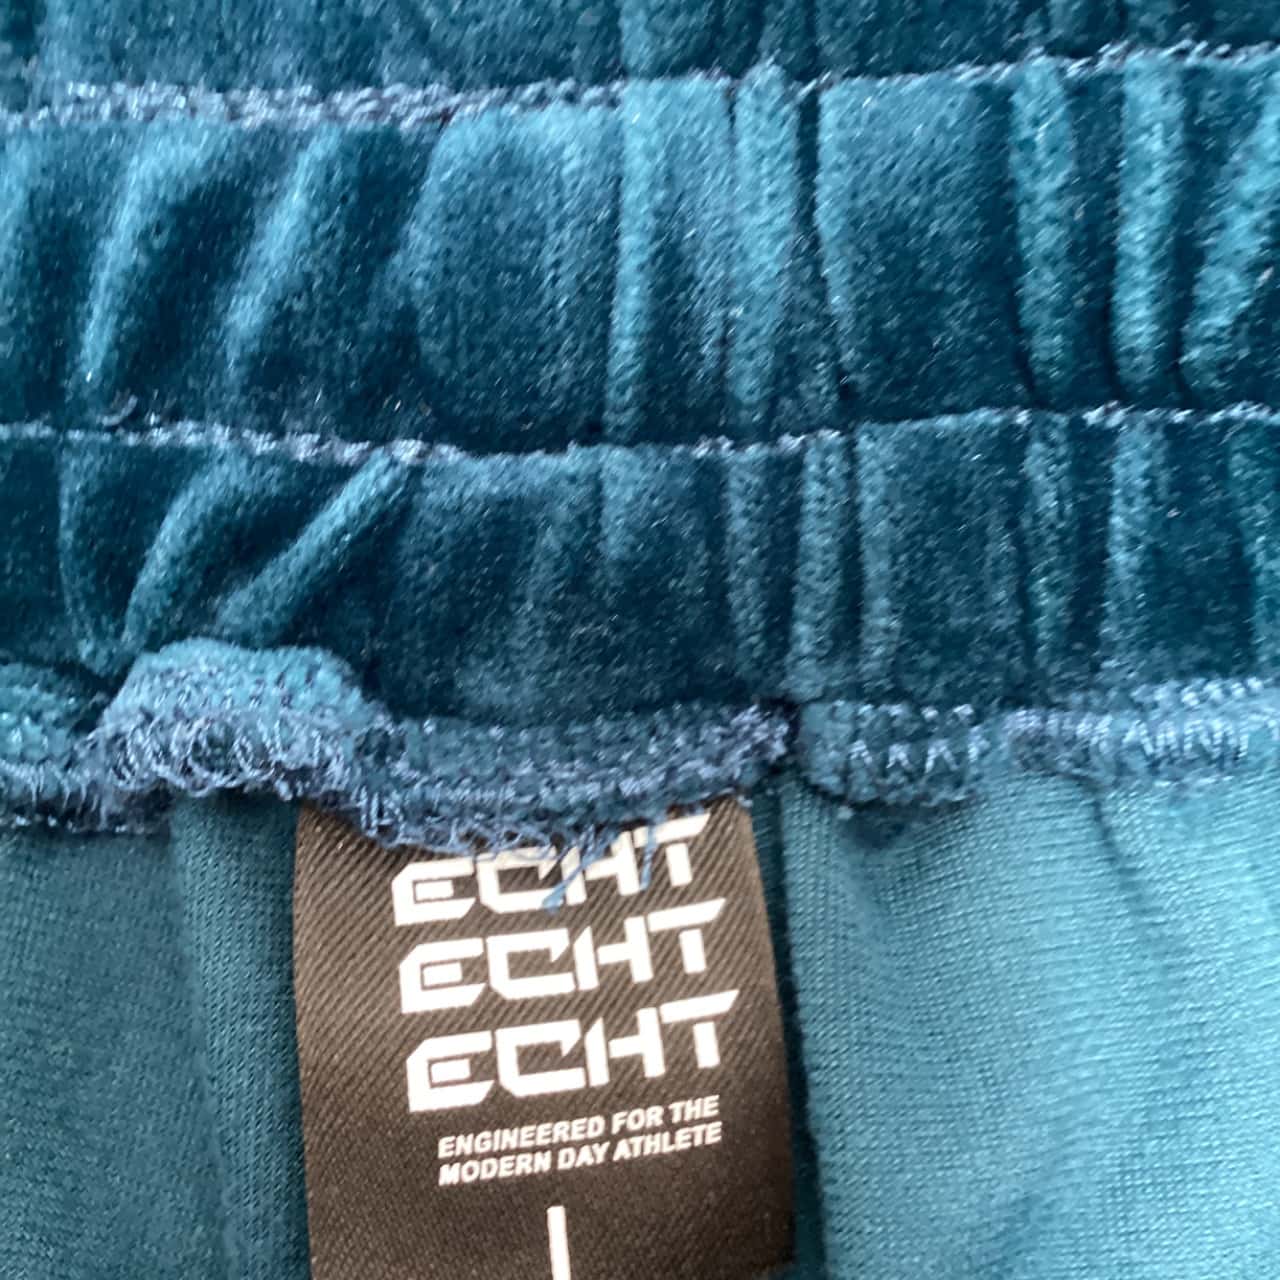 ECHT
ECHT
ECHT
ENGINEERED FOR THE
MODERN DAY ATHLETE